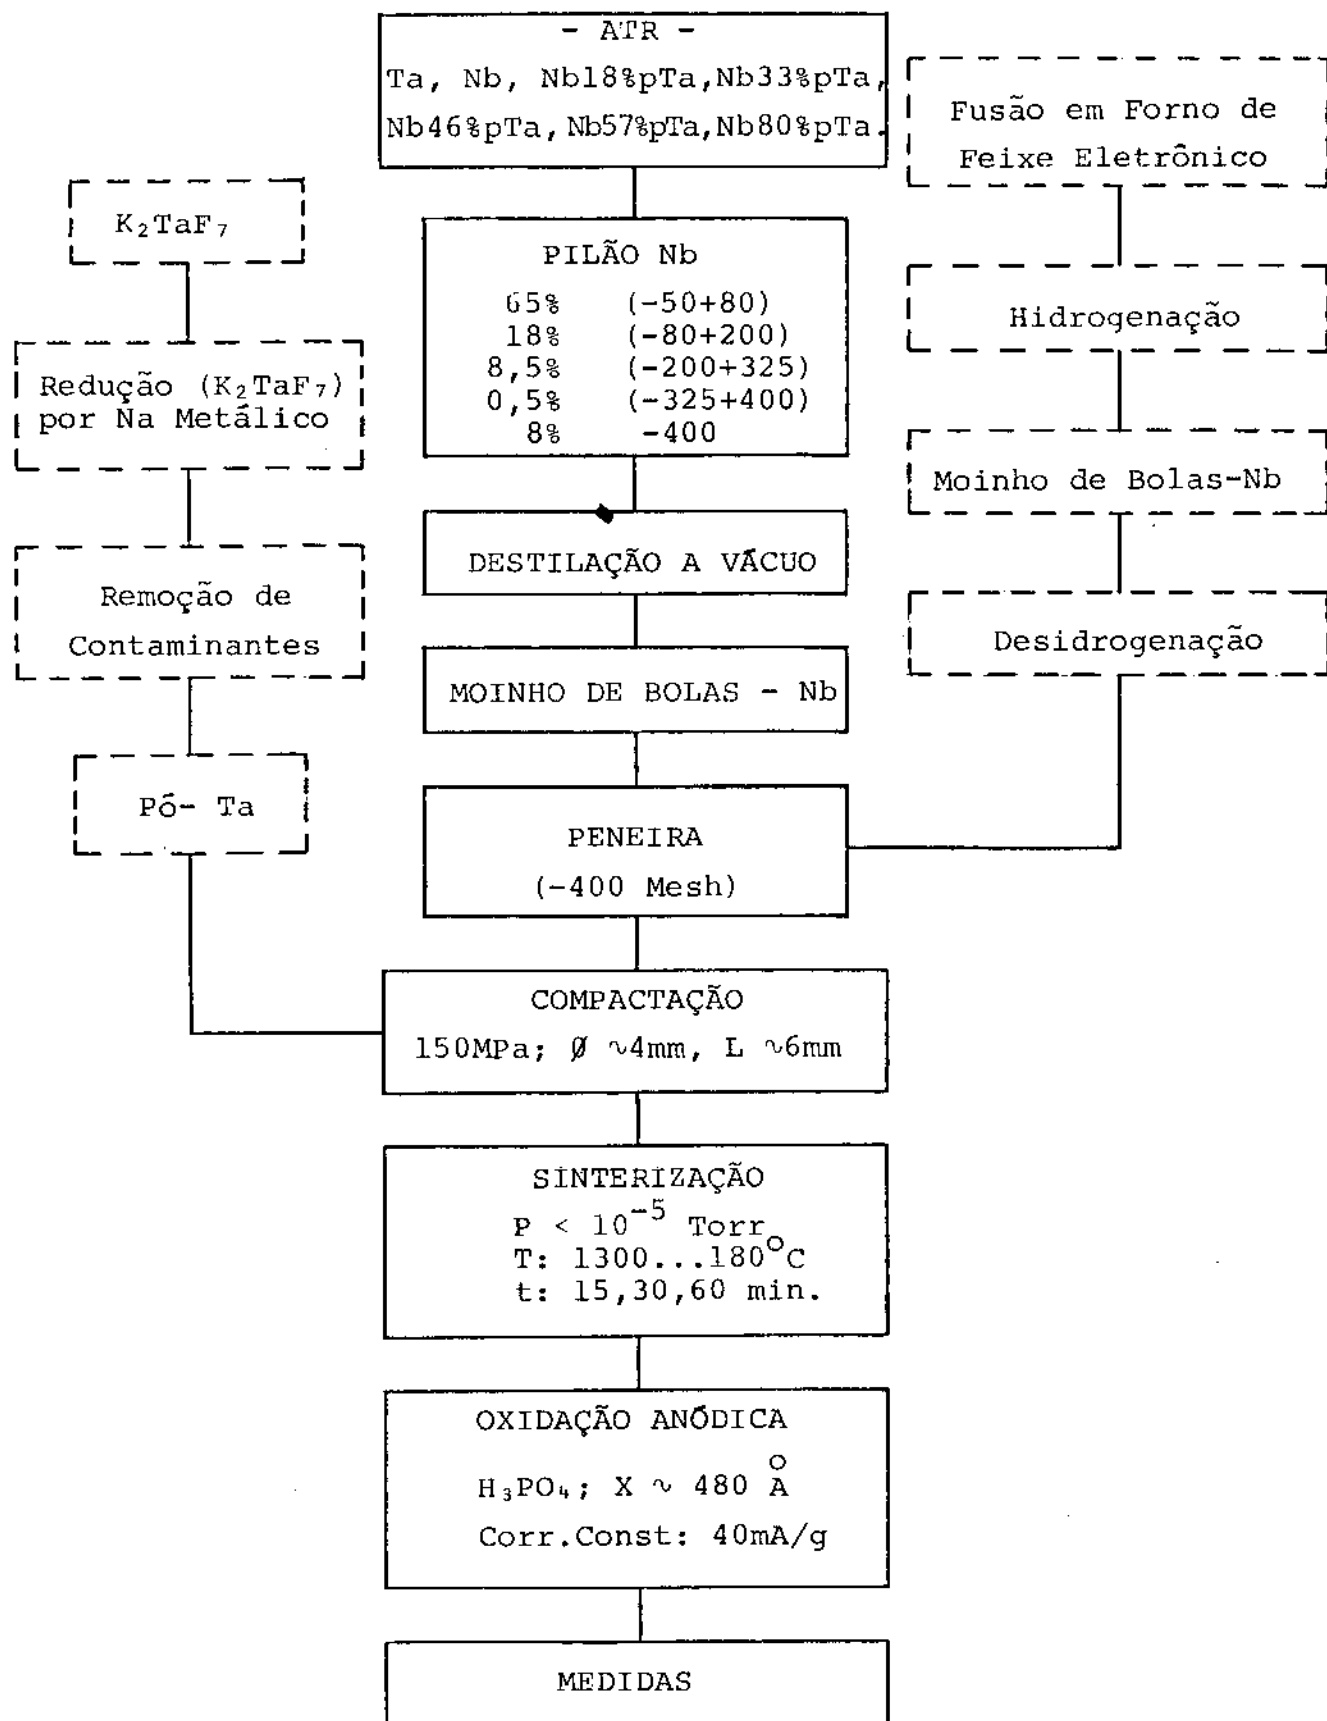 - ATR -
Ta, Nb, Nb18%pTa,Nb33%pTa,
Nb46%pTa,Nb57%pTa,Nb80%pTa.
Fusão em Forno de
Feixe Eletrônico
K₂TaF₇
PILÃO Nb
65% (-50+80)
18% (-80+200)
8,5% (-200+325)
0,5% (-325+400)
8% -400
Hidrogenação
Redução (K₂TaF₇)
por Na Metálico
Moinho de Bolas-Nb
DESTILAÇÃO A VÁCUO
Remoção de
Contaminantes
Desidrogenação
MOINHO DE BOLAS - Nb
Pó- Ta
PENEIRA
(-400 Mesh)
COMPACTAÇÃO
150MPa; Ø ~4mm, L ~6mm
SINTERIZAÇÃO
P < 10⁻⁵ Torr
T: 1300...180°C
t: 15,30,60 min.
OXIDAÇÃO ANÓDICA
H₃PO₄; X ~ 480 Å
Corr.Const: 40mA/g
MEDIDAS